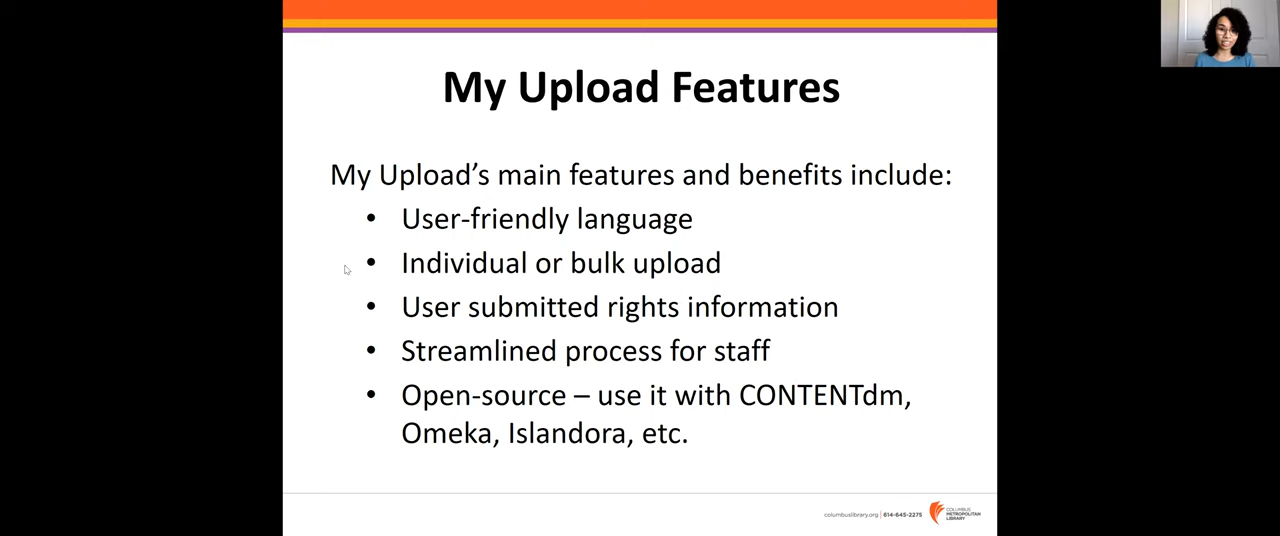 My Upload Features
My Upload’s main features and benefits include:
• User-friendly language
• Individual or bulk upload
• User submitted rights information
• Streamlined process for staff
• Open-source – use it with CONTENTdm,
Omeka, Islandora, etc.
columbuslibrary.org | 614-645-2275
COLUMBUS
METROPOLITAN
LIBRARY